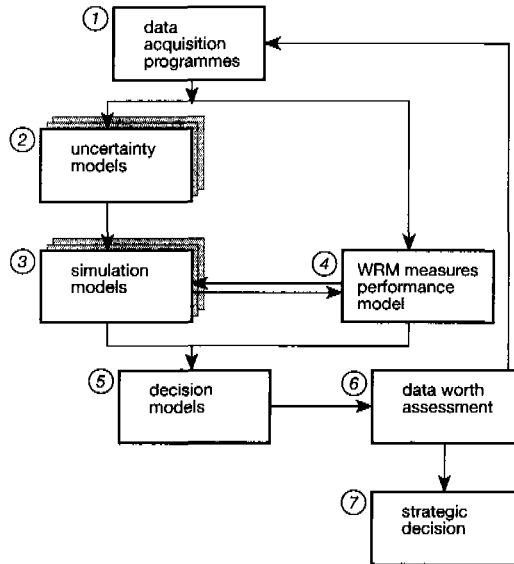 1
data
acquisition
programmes
2
uncertainty
models
3
simulation
models
4
WRM measures
performance
model
5
decision
models
6
data worth
assessment
7
strategic
decision